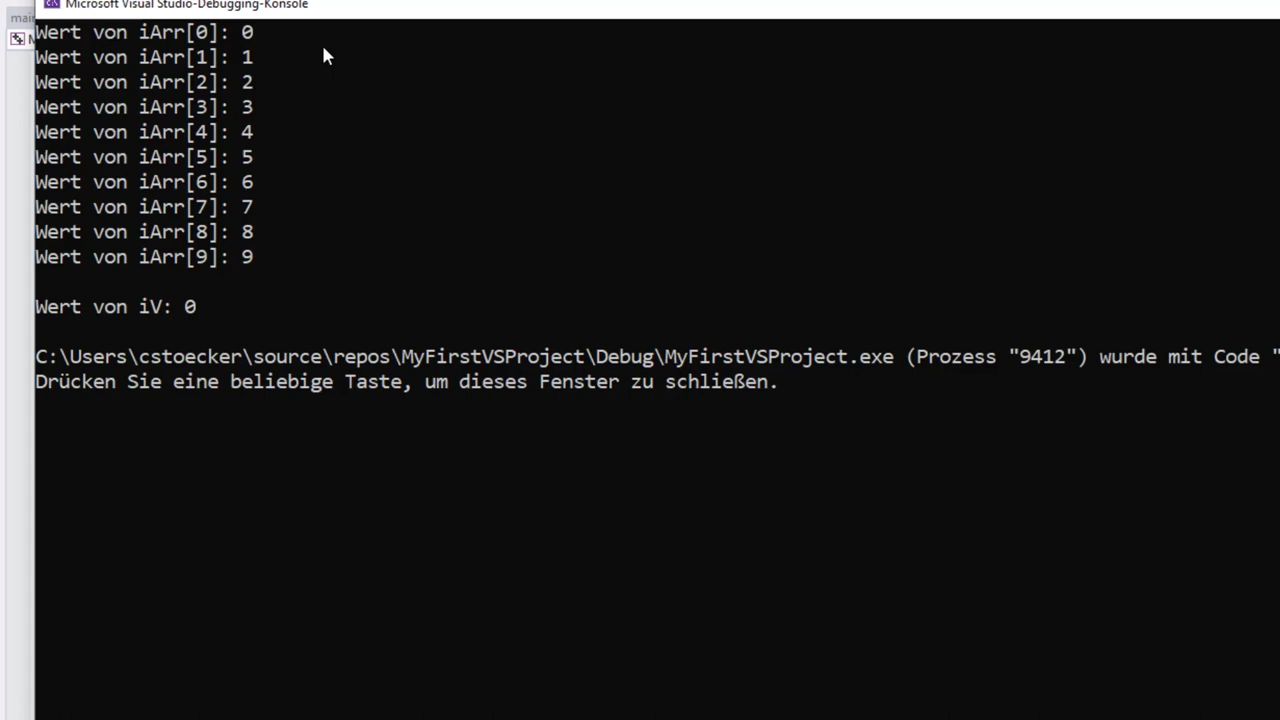 Microsoft Visual Studio-Debugging-Konsole
Wert von iArr[0]: 0
Wert von iArr[1]: 1
Wert von iArr[2]: 2
Wert von iArr[3]: 3
Wert von iArr[4]: 4
Wert von iArr[5]: 5
Wert von iArr[6]: 6
Wert von iArr[7]: 7
Wert von iArr[8]: 8
Wert von iArr[9]: 9
Wert von iV: 0
C:\Users\cstoecker\source\repos\MyFirstVSProject\Debug\MyFirstVSProject.exe (Prozess "9412") wurde mit Code "
Drücken Sie eine beliebige Taste, um dieses Fenster zu schließen.